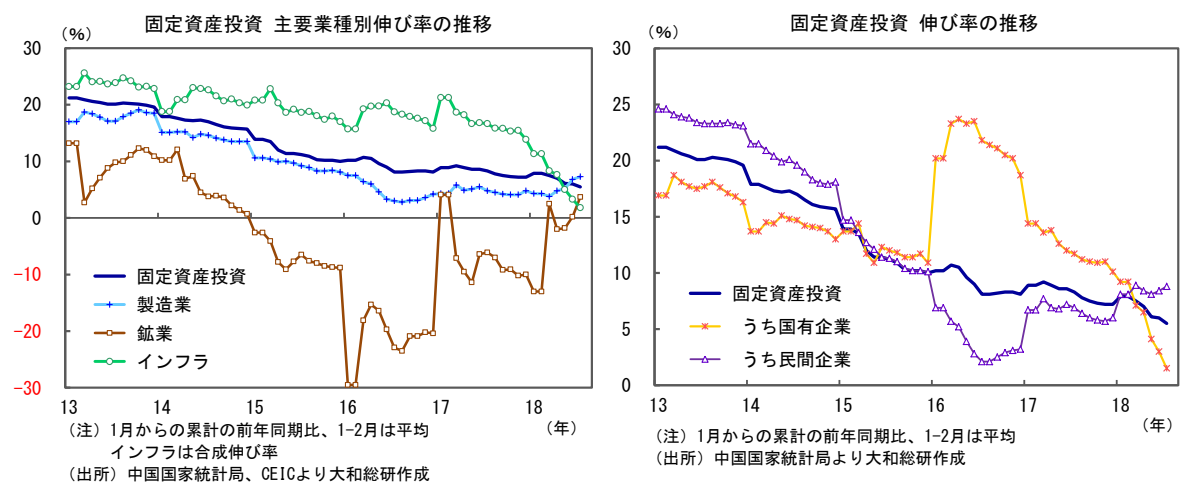 固定資産投資 主要業種別伸び率の推移
(%)
30
20
10
0
-10
-20
-30
固定資産投資
製造業
鉱業
インフラ
13 14 15 16 17 18
(年)
(注) 1月からの累計の前年同期比、1-2月は平均
インフラは合成伸び率
(出所) 中国国家統計局、CEICより大和総研作成
固定資産投資 伸び率の推移
(%)
30
25
20
15
10
5
0
固定資産投資
うち国有企業
うち民間企業
13 14 15 16 17 18
(年)
(注) 1月からの累計の前年同期比、1-2月は平均
(出所) 中国国家統計局より大和総研作成